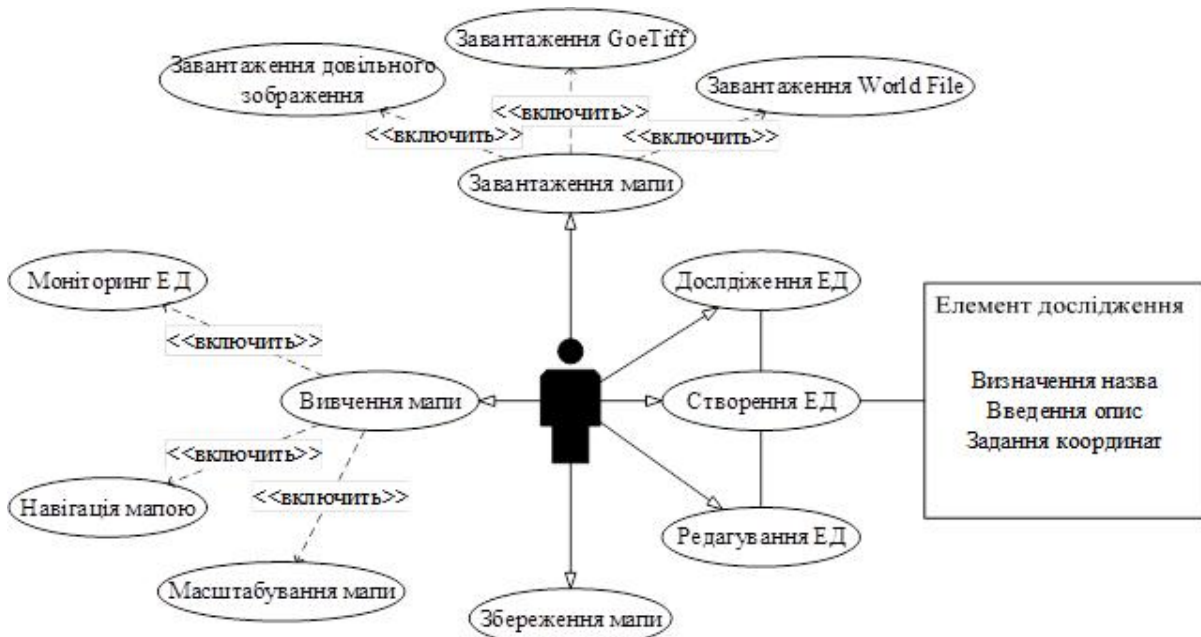 Завантаження GoeTiff
Завантаження довільного
зображення
Завантаження World File
<<включить>>
<<включить>>
<<включить>>
Завантаження мапи
Моніторинг ЕД
Дослдіження ЕД
Елемент дослідження
<<включить>>
Визначення назва
Введення опис
Задання координат
Вивчення мапи
Створення ЕД
<<включить>>
<<включить>>
Навігація мапою
Редагування ЕД
Масштабування мапи
Збереження мапи